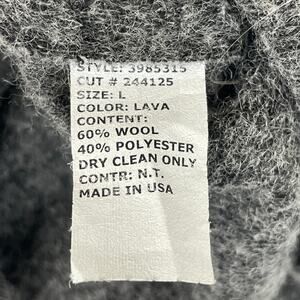 STYLE: 3985315
CUT # 244125
SIZE: L
COLOR: LAVA
CONTENT:
60% WOOL
40% POLYESTER
DRY CLEAN ONLY
CONTR: N.T.
MADE IN USA